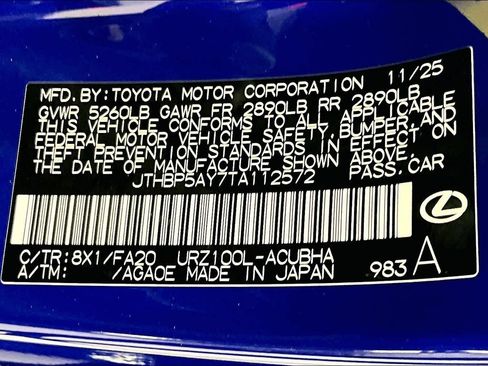 MFD.BY:TOYOTA MOTOR CORPORATION 11/25
GVWR 5260LB GAWR FR 2890LB RR 2890LB
THIS VEHICLE CONFORMS TO ALL APPLICABLE
FEDERAL MOTOR VEHICLE SAFETY,BUMPER AND
THEFT PREVENTION STANDARDS IN EFFECT ON
THE DATE OF MANUFACTURE SHOWN ABOVE.
JTHBP5AY7TA112572 PASS.CAR
C/TR:8X1/FA20 URZ100L-ACUBHA
A/TM: /AGA0E MADE IN JAPAN 983 A